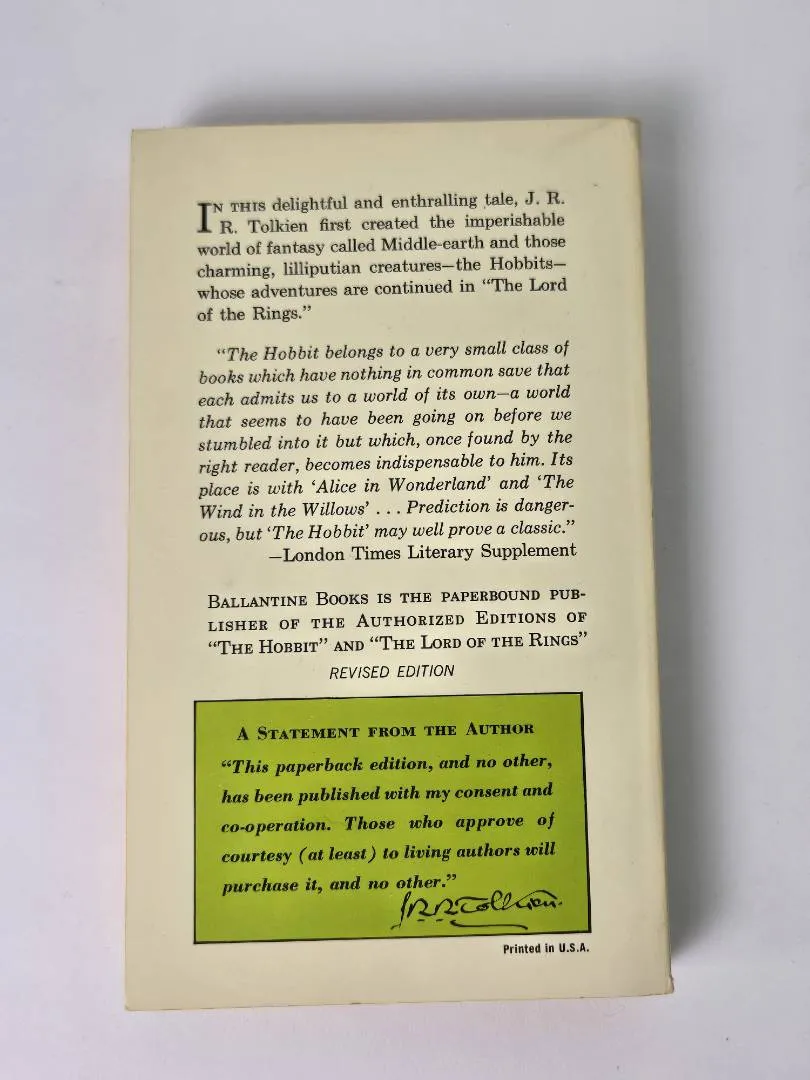 IN THIS delightful and enthralling tale, J. R.
R. Tolkien first created the imperishable
world of fantasy called Middle-earth and those
charming, lilliputian creatures—the Hobbits—
whose adventures are continued in "The Lord
of the Rings."
"The Hobbit belongs to a very small class of
books which have nothing in common save that
each admits us to a world of its own—a world
that seems to have been going on before we
stumbled into it but which, once found by the
right reader, becomes indispensable to him. Its
place is with 'Alice in Wonderland' and 'The
Wind in the Willows' . . . Prediction is danger-
ous, but 'The Hobbit' may well prove a classic."
—London Times Literary Supplement
BALLANTINE BOOKS IS THE PAPERBOUND PUB-
LISHER OF THE AUTHORIZED EDITIONS OF
"THE HOBBIT" AND "THE LORD OF THE RINGS"
REVISED EDITION
A STATEMENT FROM THE AUTHOR
"This paperback edition, and no other,
has been published with my consent and
co-operation. Those who approve of
courtesy (at least) to living authors will
purchase it, and no other."
J.R.R. Tolkien
Printed in U.S.A.